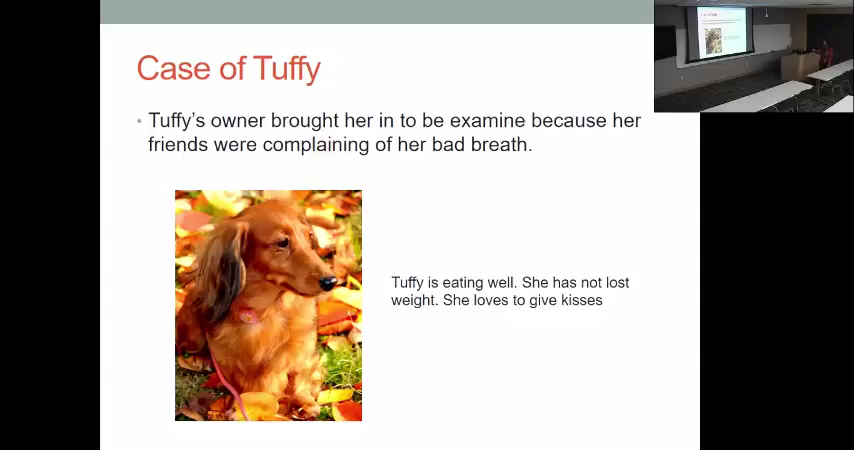 Case of Tuffy
• Tuffy's owner brought her in to be examine because her
friends were complaining of her bad breath.
Tuffy is eating well. She has not lost
weight. She loves to give kisses